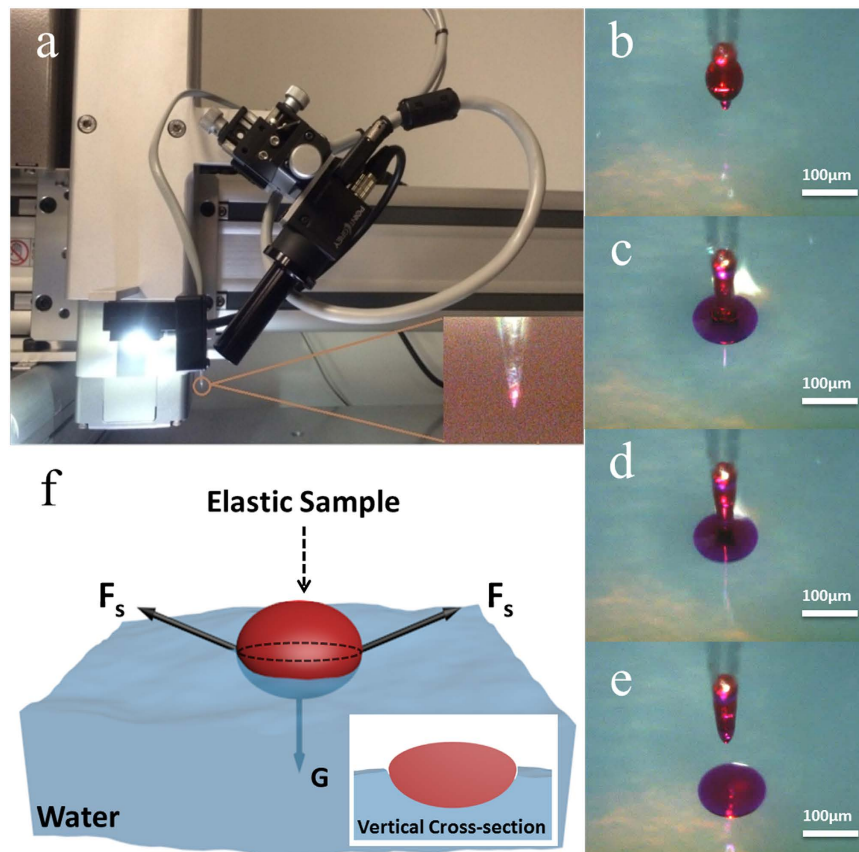 a
b
100μm
c
100μm
d
100μm
e
100μm
f
Elastic Sample
Fs
Fs
G
Water
Vertical Cross-section